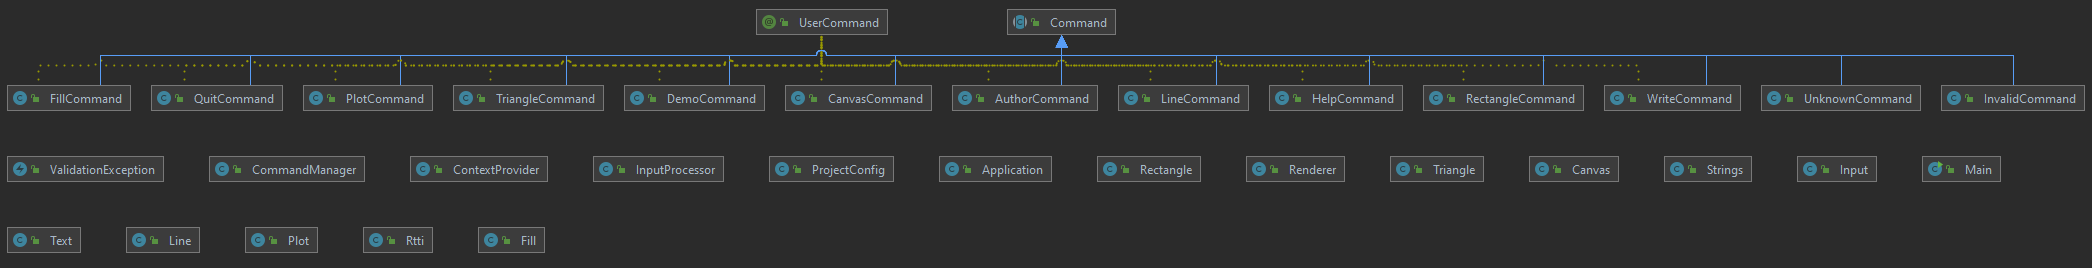 UserCommand Command
FillCommand QuitCommand PlotCommand TriangleCommand DemoCommand CanvasCommand AuthorCommand LineCommand HelpCommand RectangleCommand WriteCommand UnknownCommand InvalidCommand
ValidationException CommandManager ContextProvider InputProcessor ProjectConfig Application Rectangle Renderer Triangle Canvas Strings Input Main
Text Line Plot Rtti Fill